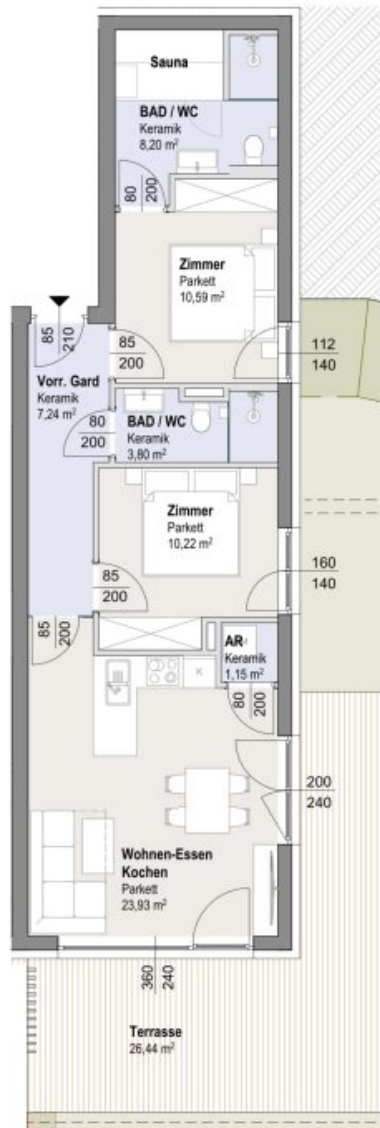 Sauna
BAD / WC
Keramik
8,20 m²
80
200
Zimmer
Parkett
10,59 m²
85
210
85
200
112
140
Vorr. Gard
Keramik
7,24 m²
80
200
BAD / WC
Keramik
3,80 m²
Zimmer
Parkett
10,22 m²
160
140
85
200
85
200
AR
Keramik
1,15 m²
K
80
200
200
240
Wohnen-Essen
Kochen
Parkett
23,93 m²
360
240
Terrasse
26,44 m²